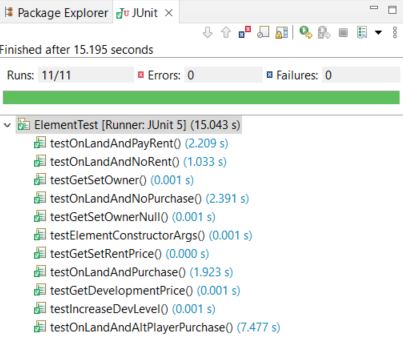 Package Explorer JUnit
Finished after 15.195 seconds
Runs: 11/11 Errors: 0 Failures: 0
ElementTest [Runner: JUnit 5] (15.043 s)
testOnLandAndPayRent() (2.209 s)
testOnLandAndNoRent() (1.033 s)
testGetSetOwner() (0.001 s)
testOnLandAndNoPurchase() (2.391 s)
testGetSetOwnerNull() (0.001 s)
testElementConstructorArgs() (0.001 s)
testGetSetRentPrice() (0.000 s)
testOnLandAndPurchase() (1.923 s)
testGetDevelopmentPrice() (0.001 s)
testIncreaseDevLevel() (0.001 s)
testOnLandAndAltPlayerPurchase() (7.477 s)